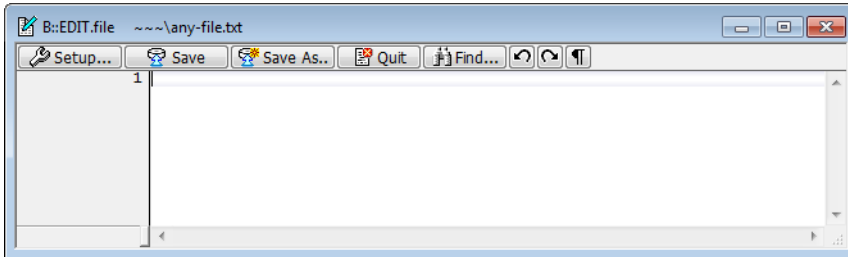 B::EDIT.file ~~~\any-file.txt
Setup... Save Save As.. Quit Find... ¶
1